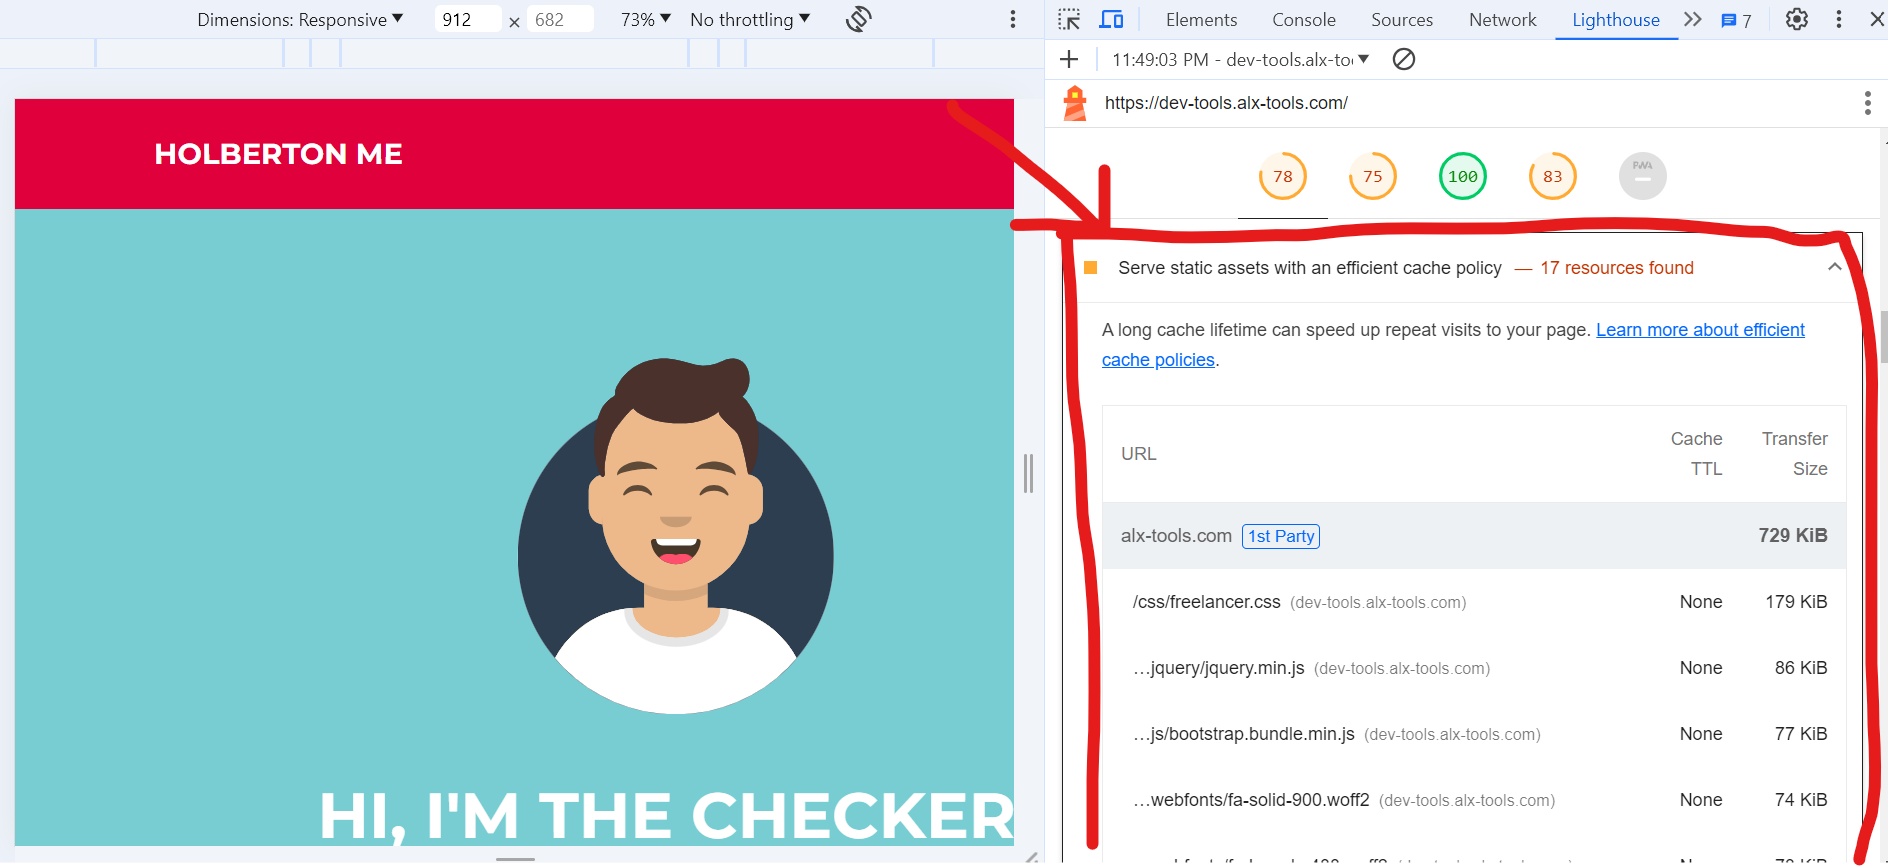 Dimensions: Responsive 912 × 682 73% No throttling
Elements Console Sources Network Lighthouse 7
11:49:03 PM - dev-tools.alx-too
https://dev-tools.alx-tools.com/
HOLBERTON ME
78 75 100 83 PWA
Serve static assets with an efficient cache policy — 17 resources found
A long cache lifetime can speed up repeat visits to your page. Learn more about efficient
cache policies.
URL Cache TTL Transfer Size
alx-tools.com 1st Party 729 KiB
/css/freelancer.css (dev-tools.alx-tools.com) None 179 KiB
…jquery/jquery.min.js (dev-tools.alx-tools.com) None 86 KiB
…js/bootstrap.bundle.min.js (dev-tools.alx-tools.com) None 77 KiB
…webfonts/fa-solid-900.woff2 (dev-tools.alx-tools.com) None 74 KiB
HI, I'M THE CHECKER